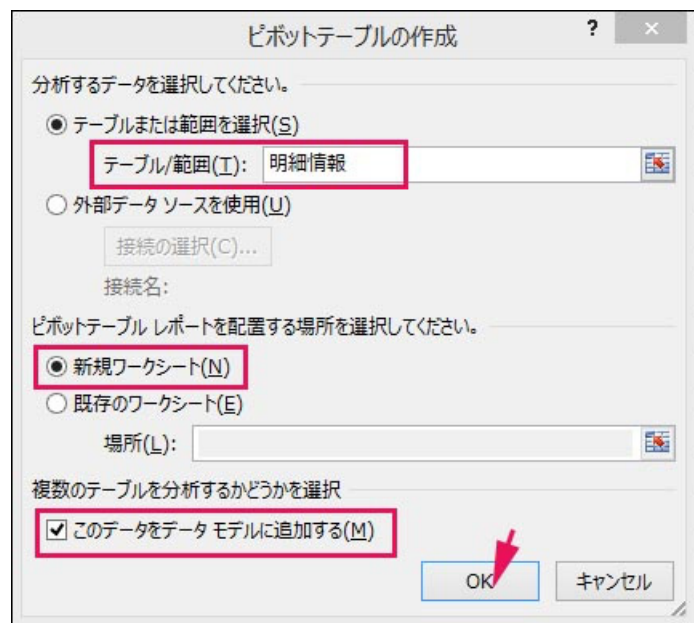 ピボットテーブルの作成 ? ×
分析するデータを選択してください。
テーブルまたは範囲を選択(S)
テーブル/範囲(T): 明細情報
外部データ ソースを使用(U)
接続の選択(C)...
接続名:
ピボットテーブル レポートを配置する場所を選択してください。
新規ワークシート(N)
既存のワークシート(E)
場所(L):
複数のテーブルを分析するかどうかを選択
このデータをデータ モデルに追加する(M)
OK キャンセル